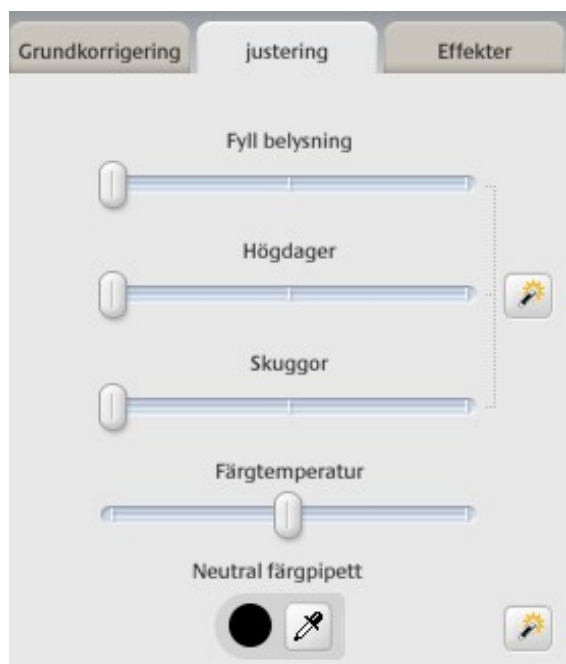 Grundkorrigering
justering
Effekter
Fyll belysning
Högdager
Skuggor
Färgtemperatur
Neutral färgpipett